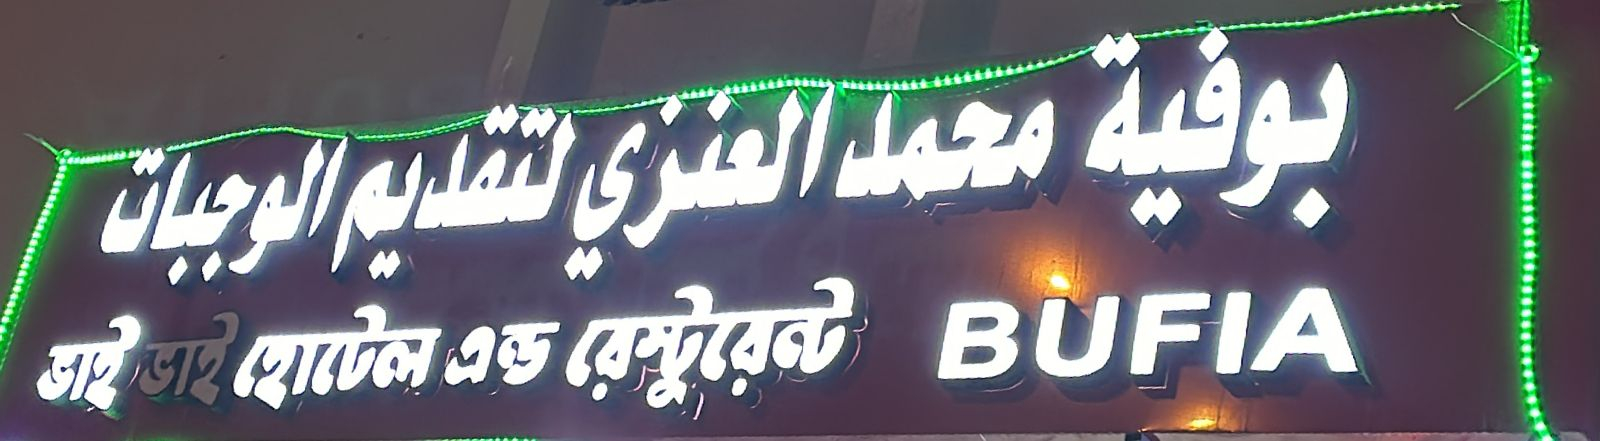 بوفية محمد العنزي لتقديم الوجبات
ভাই ভাই হোটেল এন্ড রেস্টুরেন্ট BUFIA